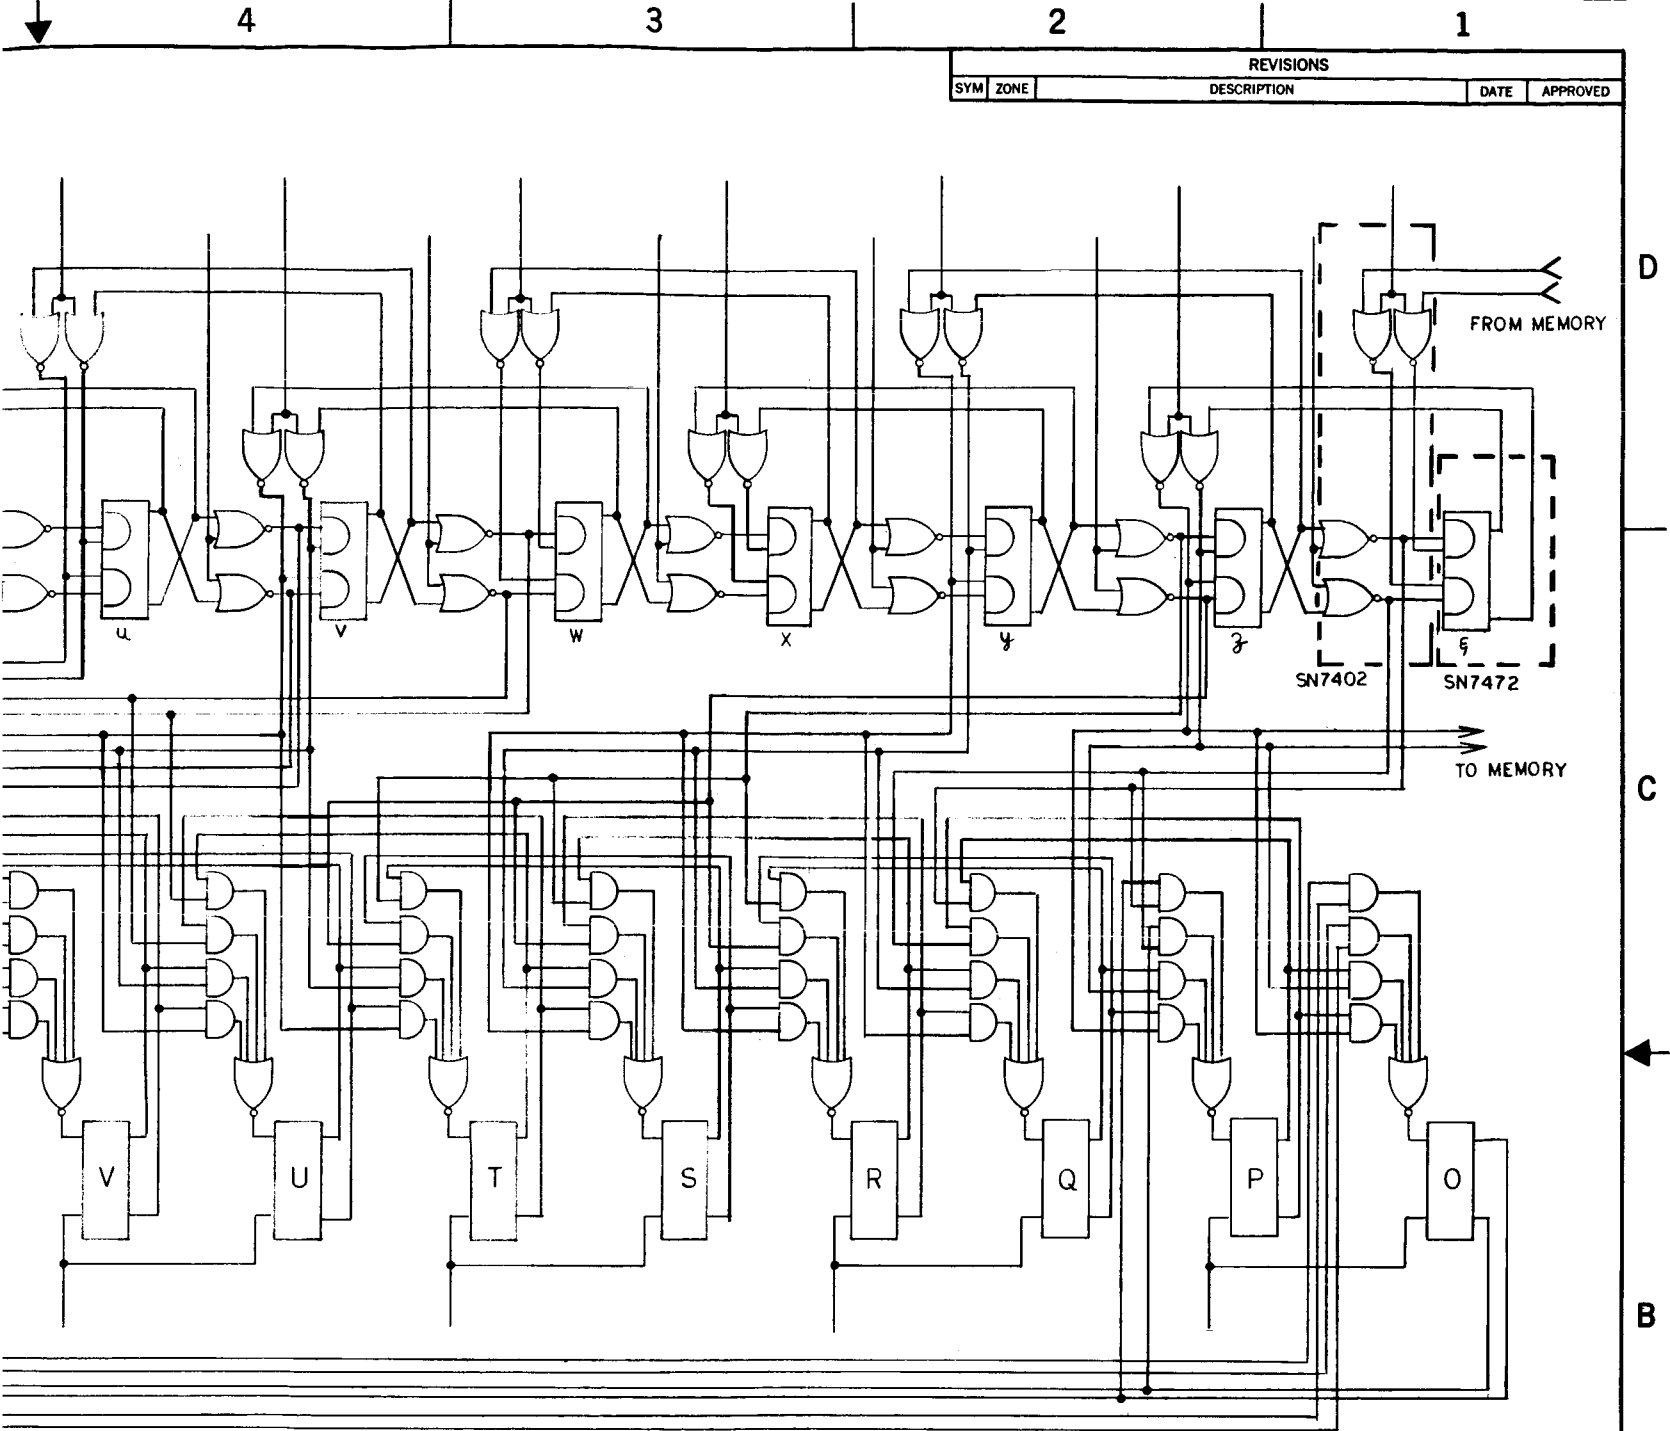 4 3 2 1
REVISIONS
SYM ZONE DESCRIPTION DATE APPROVED
D
FROM MEMORY
u v w x y z ξ
SN7402 SN7472
TO MEMORY
C
V U T S R Q P O
B